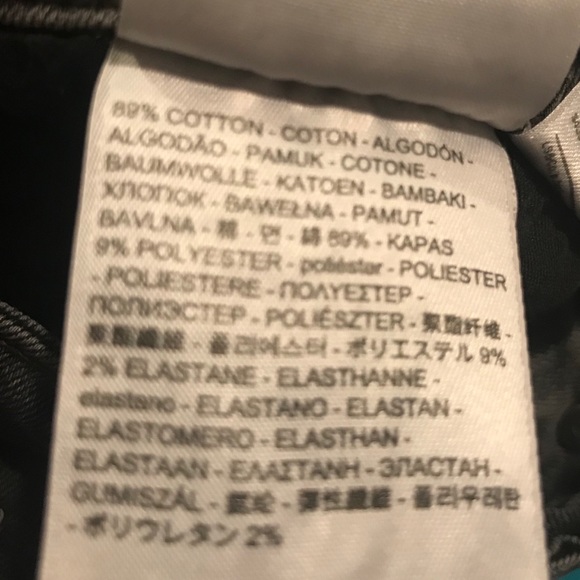 89% COTTON - COTON - ALGODÓN -
ALGODÃO - PAMUK - COTONE -
BAUMWOLLE - KATOEN - BAMBAKI -
ХЛОПОК - BAWEŁNA - PAMUT -
BAVLNA - 棉 - 면 - 綿 89% - KAPAS
9% POLYESTER - poliéster - POLIESTER
- POLIESTERE - ΠΟΛΥΕΣΤΕΡ -
ПОЛИЭСТЕР - POLIÉSZTER - 聚酯纤维 -
聚酯纖維 - 폴리에스터 - ポリエステル 9%
2% ELASTANE - ELASTHANNE -
elastano - ELASTANO - ELASTAN -
ELASTOMERO - ELASTHAN -
ELASTAAN - ΕΛΑΣΤΑΝΗ - ЭЛАСТАН -
GUMISZÁL - 氨纶 - 彈性纖維 - 폴리우레탄
- ポリウレタン 2%